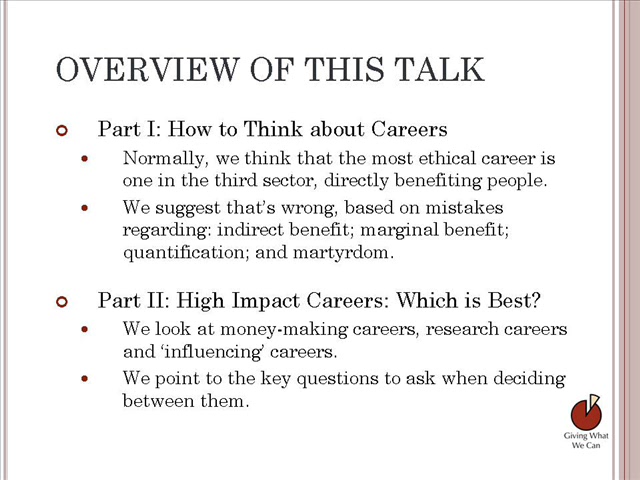 OVERVIEW OF THIS TALK
Part I: How to Think about Careers
Normally, we think that the most ethical career is
one in the third sector, directly benefiting people.
We suggest that’s wrong, based on mistakes
regarding: indirect benefit; marginal benefit;
quantification; and martyrdom.
Part II: High Impact Careers: Which is Best?
We look at money-making careers, research careers
and ‘influencing’ careers.
We point to the key questions to ask when deciding
between them.
Giving What
We Can